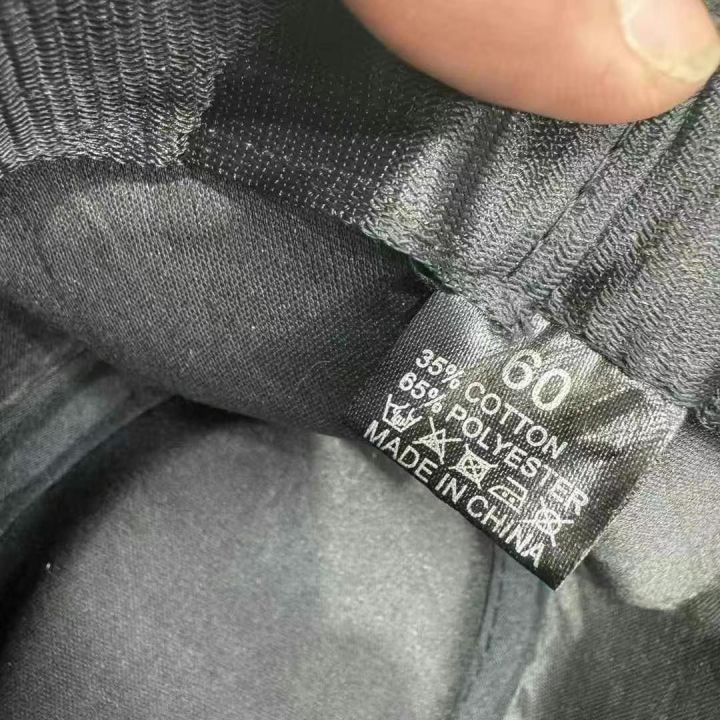 60
35% COTTON
65% POLYESTER
MADE IN CHINA